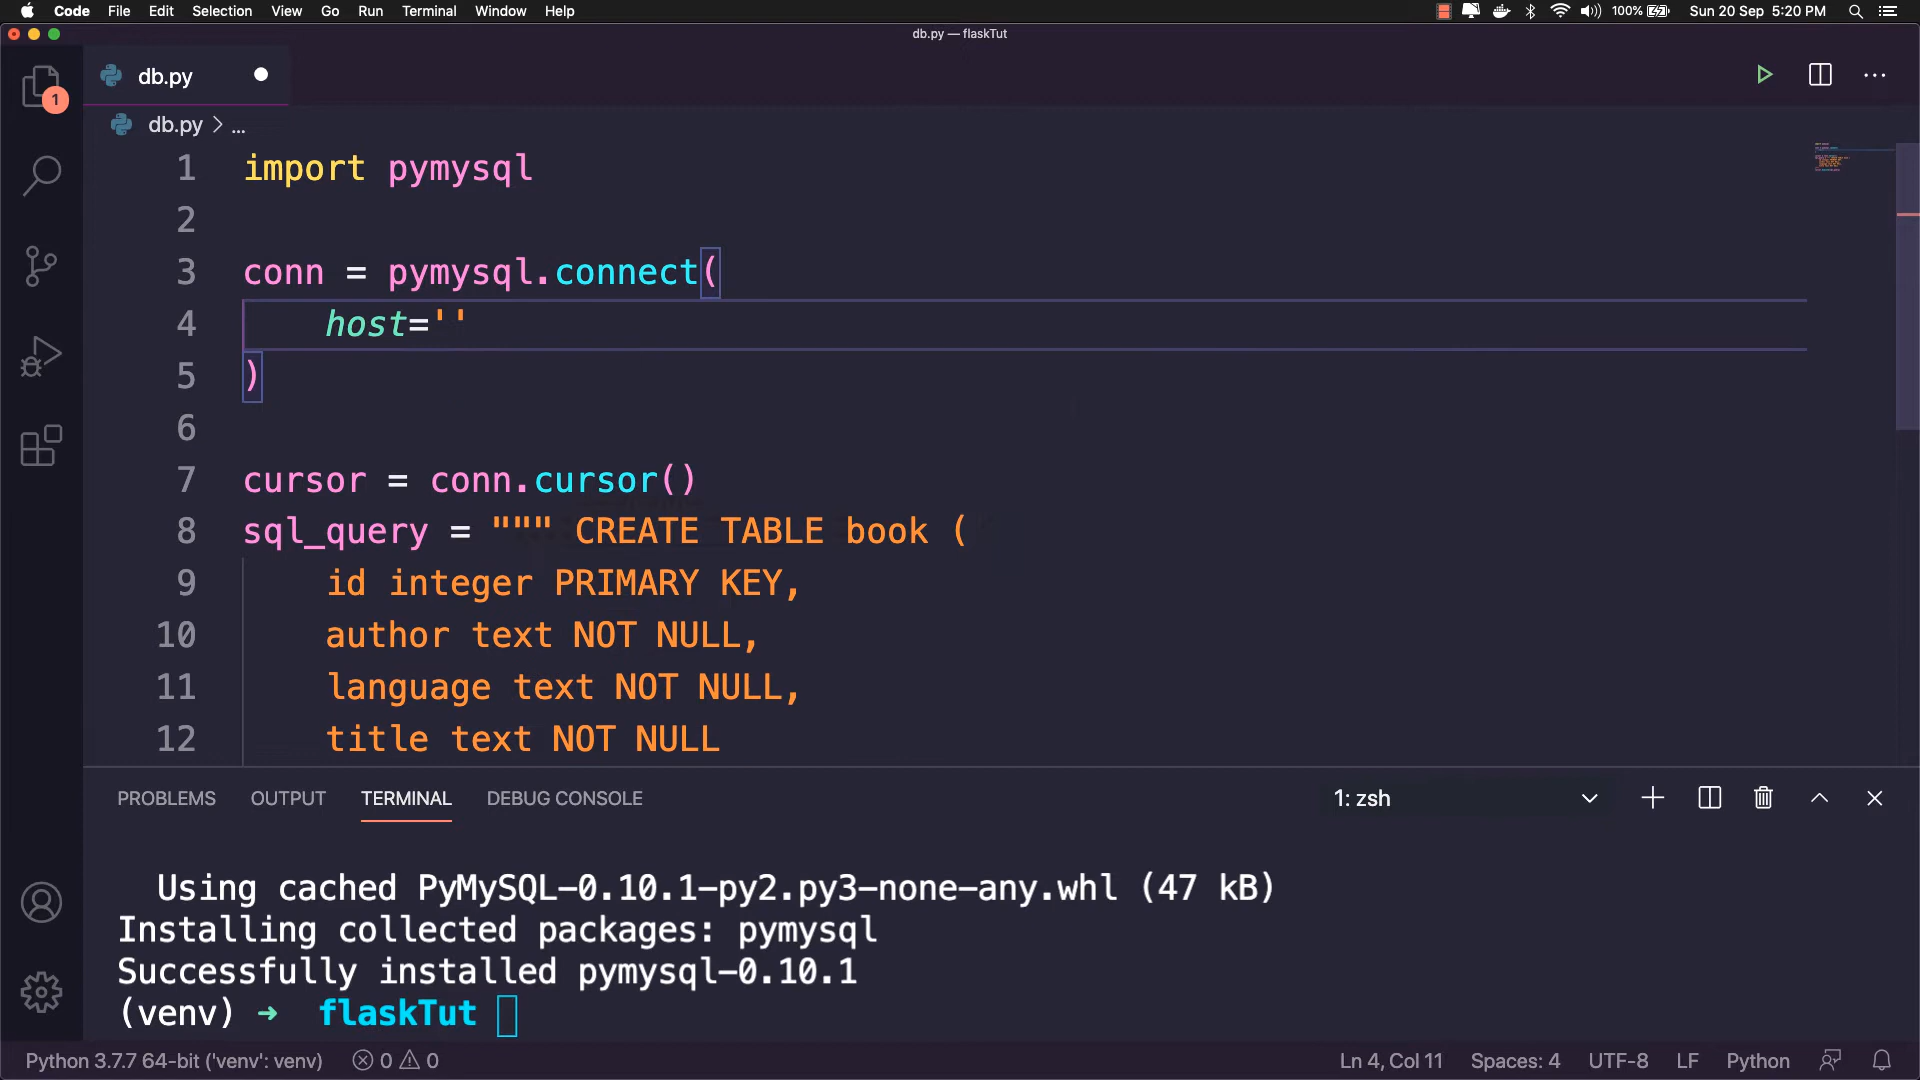 Code File Edit Selection View Go Run Terminal Window Help 100% Sun 20 Sep 5:20 PM
db.py — flaskTut
1
db.py
db.py > ...
1 import pymysql
2
3 conn = pymysql.connect(
4 host=''
5 )
6
7 cursor = conn.cursor()
8 sql_query = """ CREATE TABLE book (
9 id integer PRIMARY KEY,
10 author text NOT NULL,
11 language text NOT NULL,
12 title text NOT NULL
PROBLEMS OUTPUT TERMINAL DEBUG CONSOLE 1: zsh
Using cached PyMySQL-0.10.1-py2.py3-none-any.whl (47 kB)
Installing collected packages: pymysql
Successfully installed pymysql-0.10.1
(venv) ➜ flaskTut
Python 3.7.7 64-bit ('venv': venv) 0 0 Ln 4, Col 11 Spaces: 4 UTF-8 LF Python